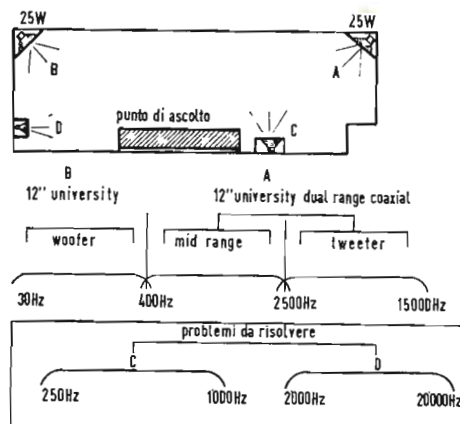 25W 25W
B A
D punto di ascolto C
B A
12" university 12" university dual range coaxial
woofer mid range tweeter
30Hz 400Hz 2500Hz 15000Hz
problemi da risolvere
C D
250Hz 1000Hz 2000Hz 20000Hz